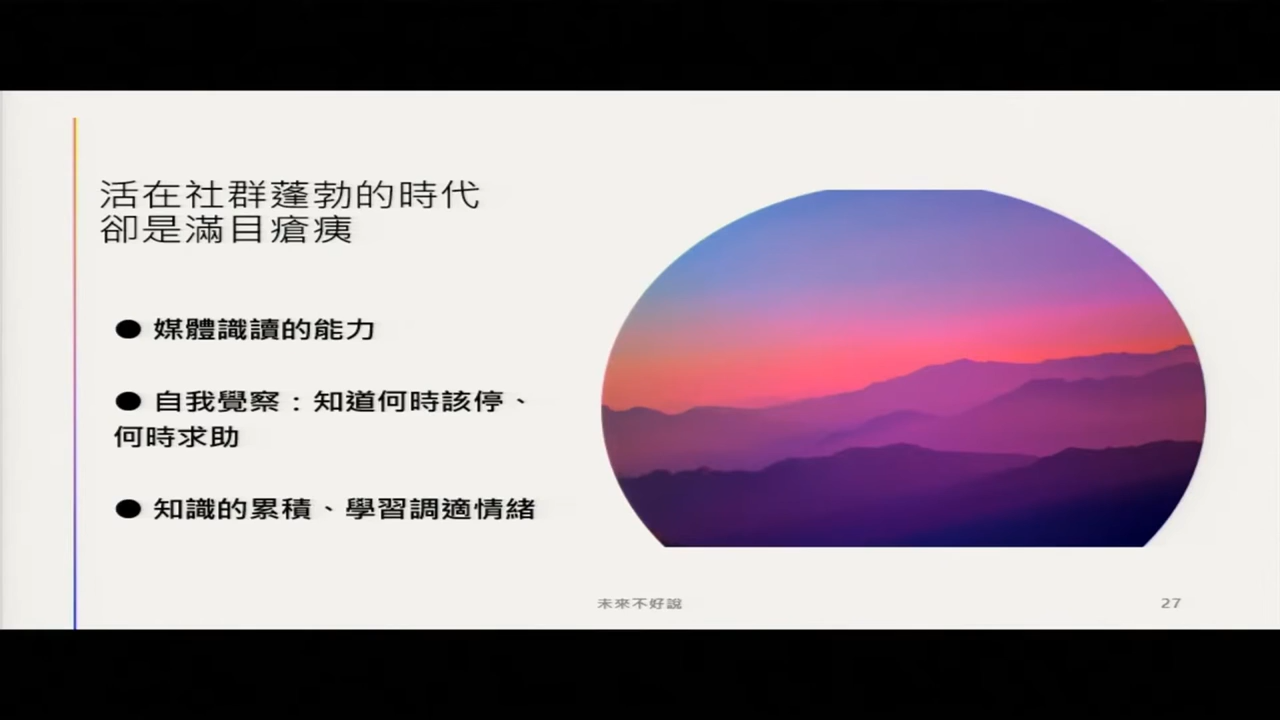 活在社群蓬勃的時代
卻是滿目瘡痍
● 媒體識讀的能力
● 自我覺察：知道何時該停、
何時求助
● 知識的累積、學習調適情緒
未來不好說
27